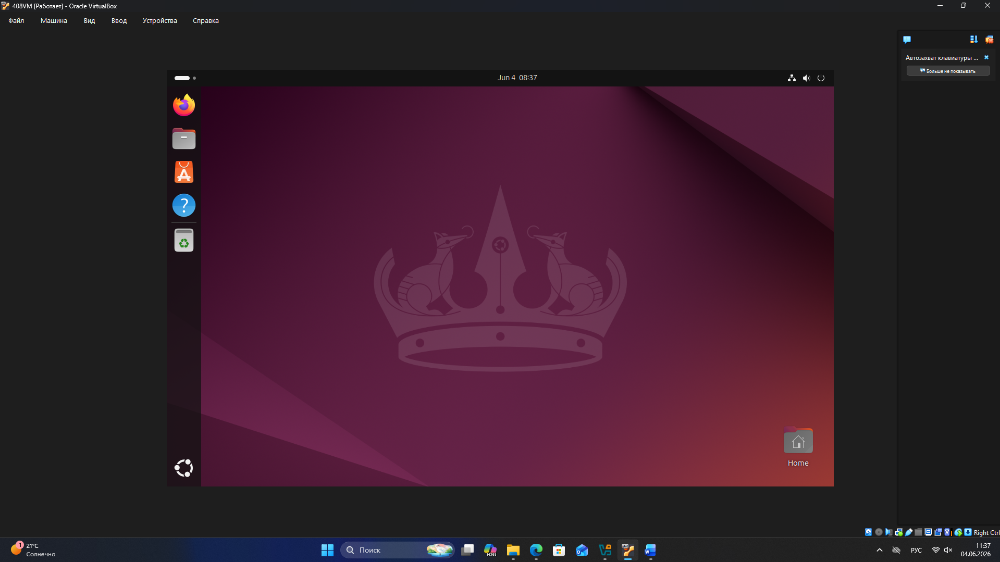 408VM [Работает] - Oracle VirtualBox
Файл Машина Вид Ввод Устройства Справка
Автозахват клавиатуры ...
Больше не показывать
Jun 4 08:37
Home
Right Ctrl
1
21°C
Солнечно
Поиск
M365
РУС
11:37
04.06.2026